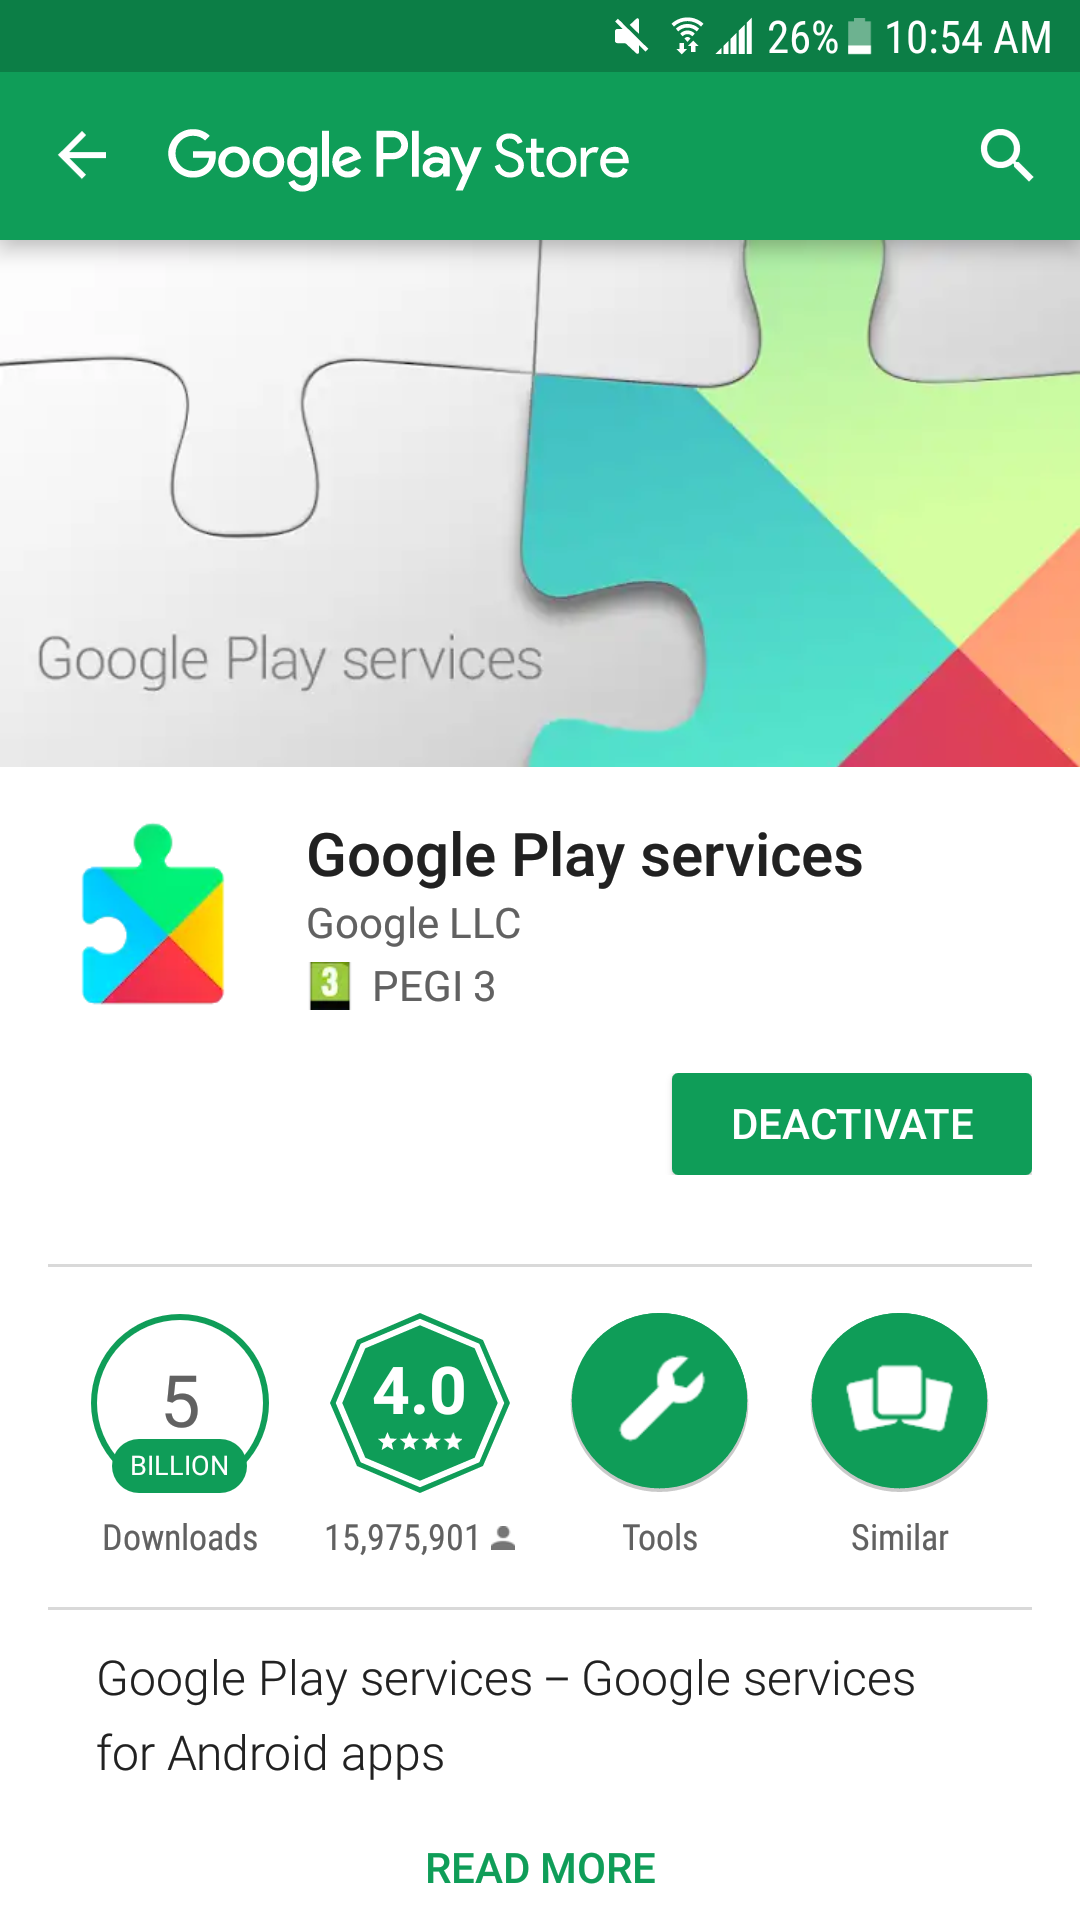 26% 10:54 AM
Google Play Store
Google Play services
Google Play services
Google LLC
3 PEGI 3
DEACTIVATE
5 4.0
BILLION
Downloads 15,975,901 Tools Similar
Google Play services – Google services
for Android apps
READ MORE